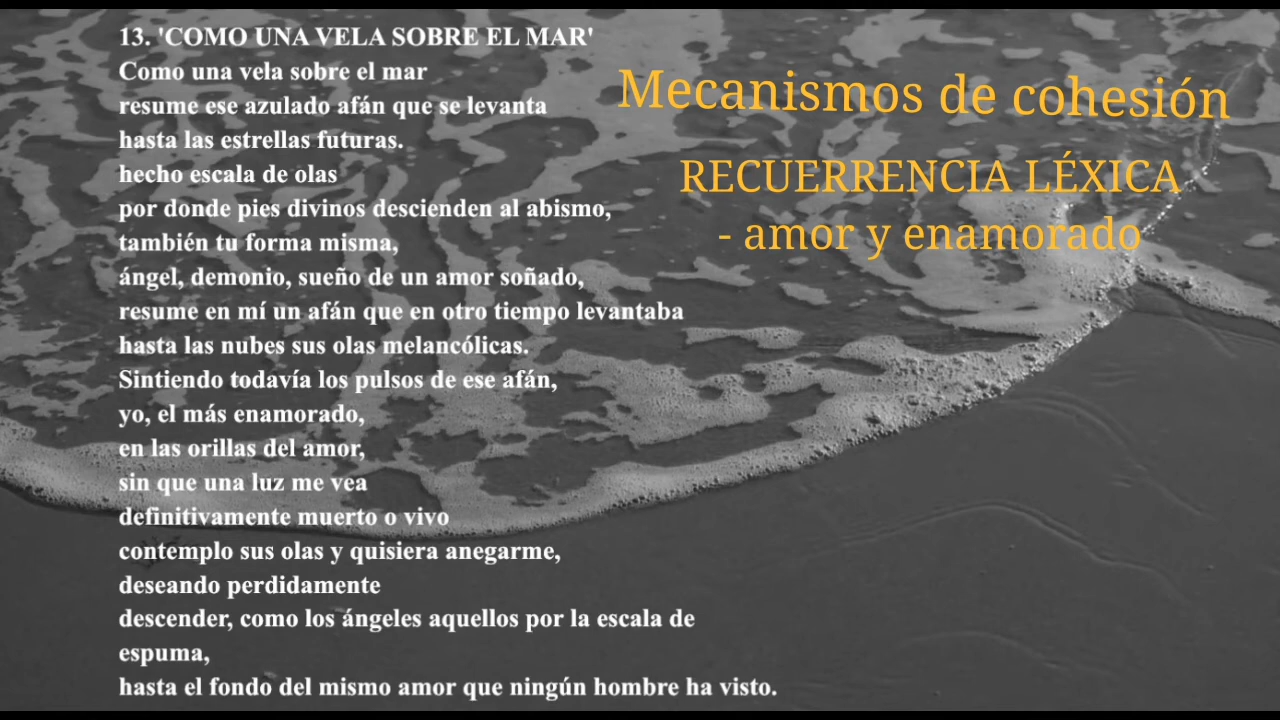 13. 'COMO UNA VELA SOBRE EL MAR'
Como una vela sobre el mar
resume ese azulado afán que se levanta
hasta las estrellas futuras.
hecho escala de olas
por donde pies divinos descienden al abismo,
también tu forma misma,
ángel, demonio, sueño de un amor soñado,
resume en mí un afán que en otro tiempo levantaba
hasta las nubes sus olas melancólicas.
Sintiendo todavía los pulsos de ese afán,
yo, el más enamorado,
en las orillas del amor,
sin que una luz me vea
definitivamente muerto o vivo
contemplo sus olas y quisiera anegarme,
deseando perdidamente
descender, como los ángeles aquellos por la escala de
espuma,
hasta el fondo del mismo amor que ningún hombre ha visto.
Mecanismos de cohesión
RECUERRENCIA LÉXICA
- amor y enamorado